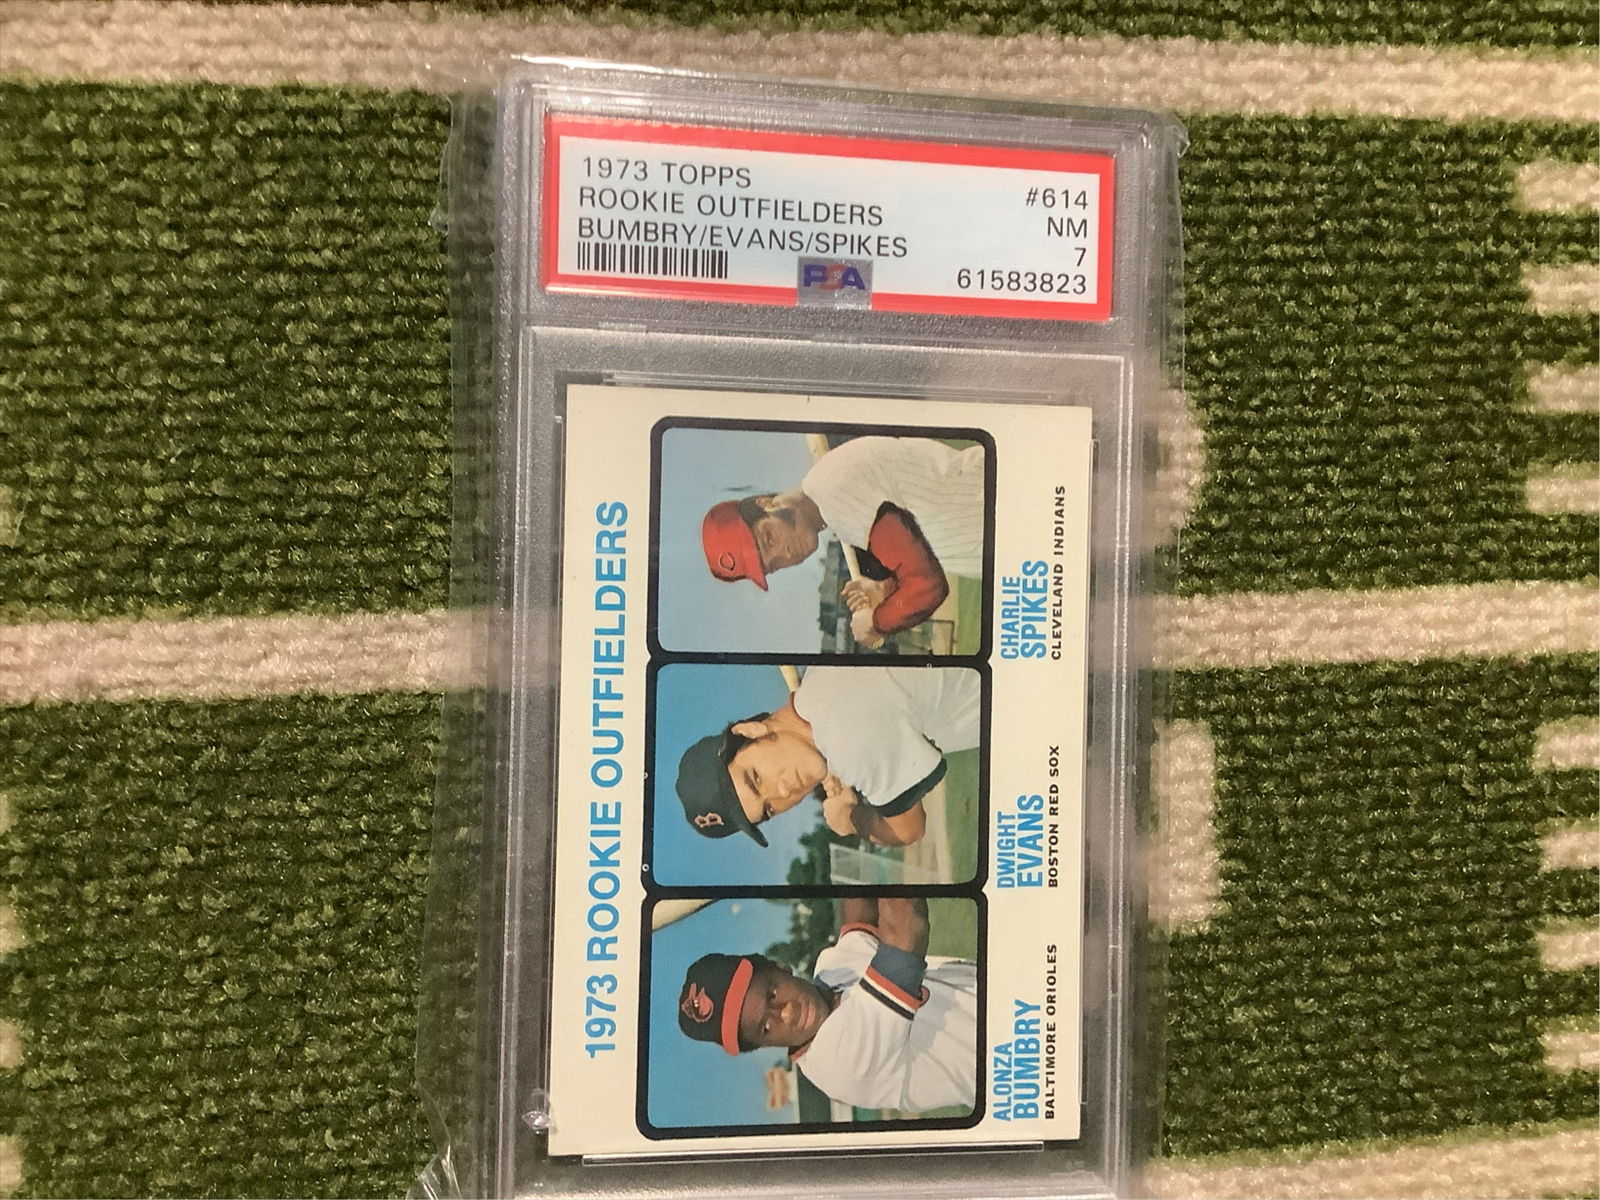 1973 TOPPS
ROOKIE OUTFIELDERS
BUMBRY/EVANS/SPIKES
#614
NM
7
61583823
PSA
1973 ROOKIE OUTFIELDERS
C
B
ALONZA
BUMBRY
BALTIMORE ORIOLES
DWIGHT
EVANS
BOSTON RED SOX
CHARLIE
SPIKES
CLEVELAND INDIANS